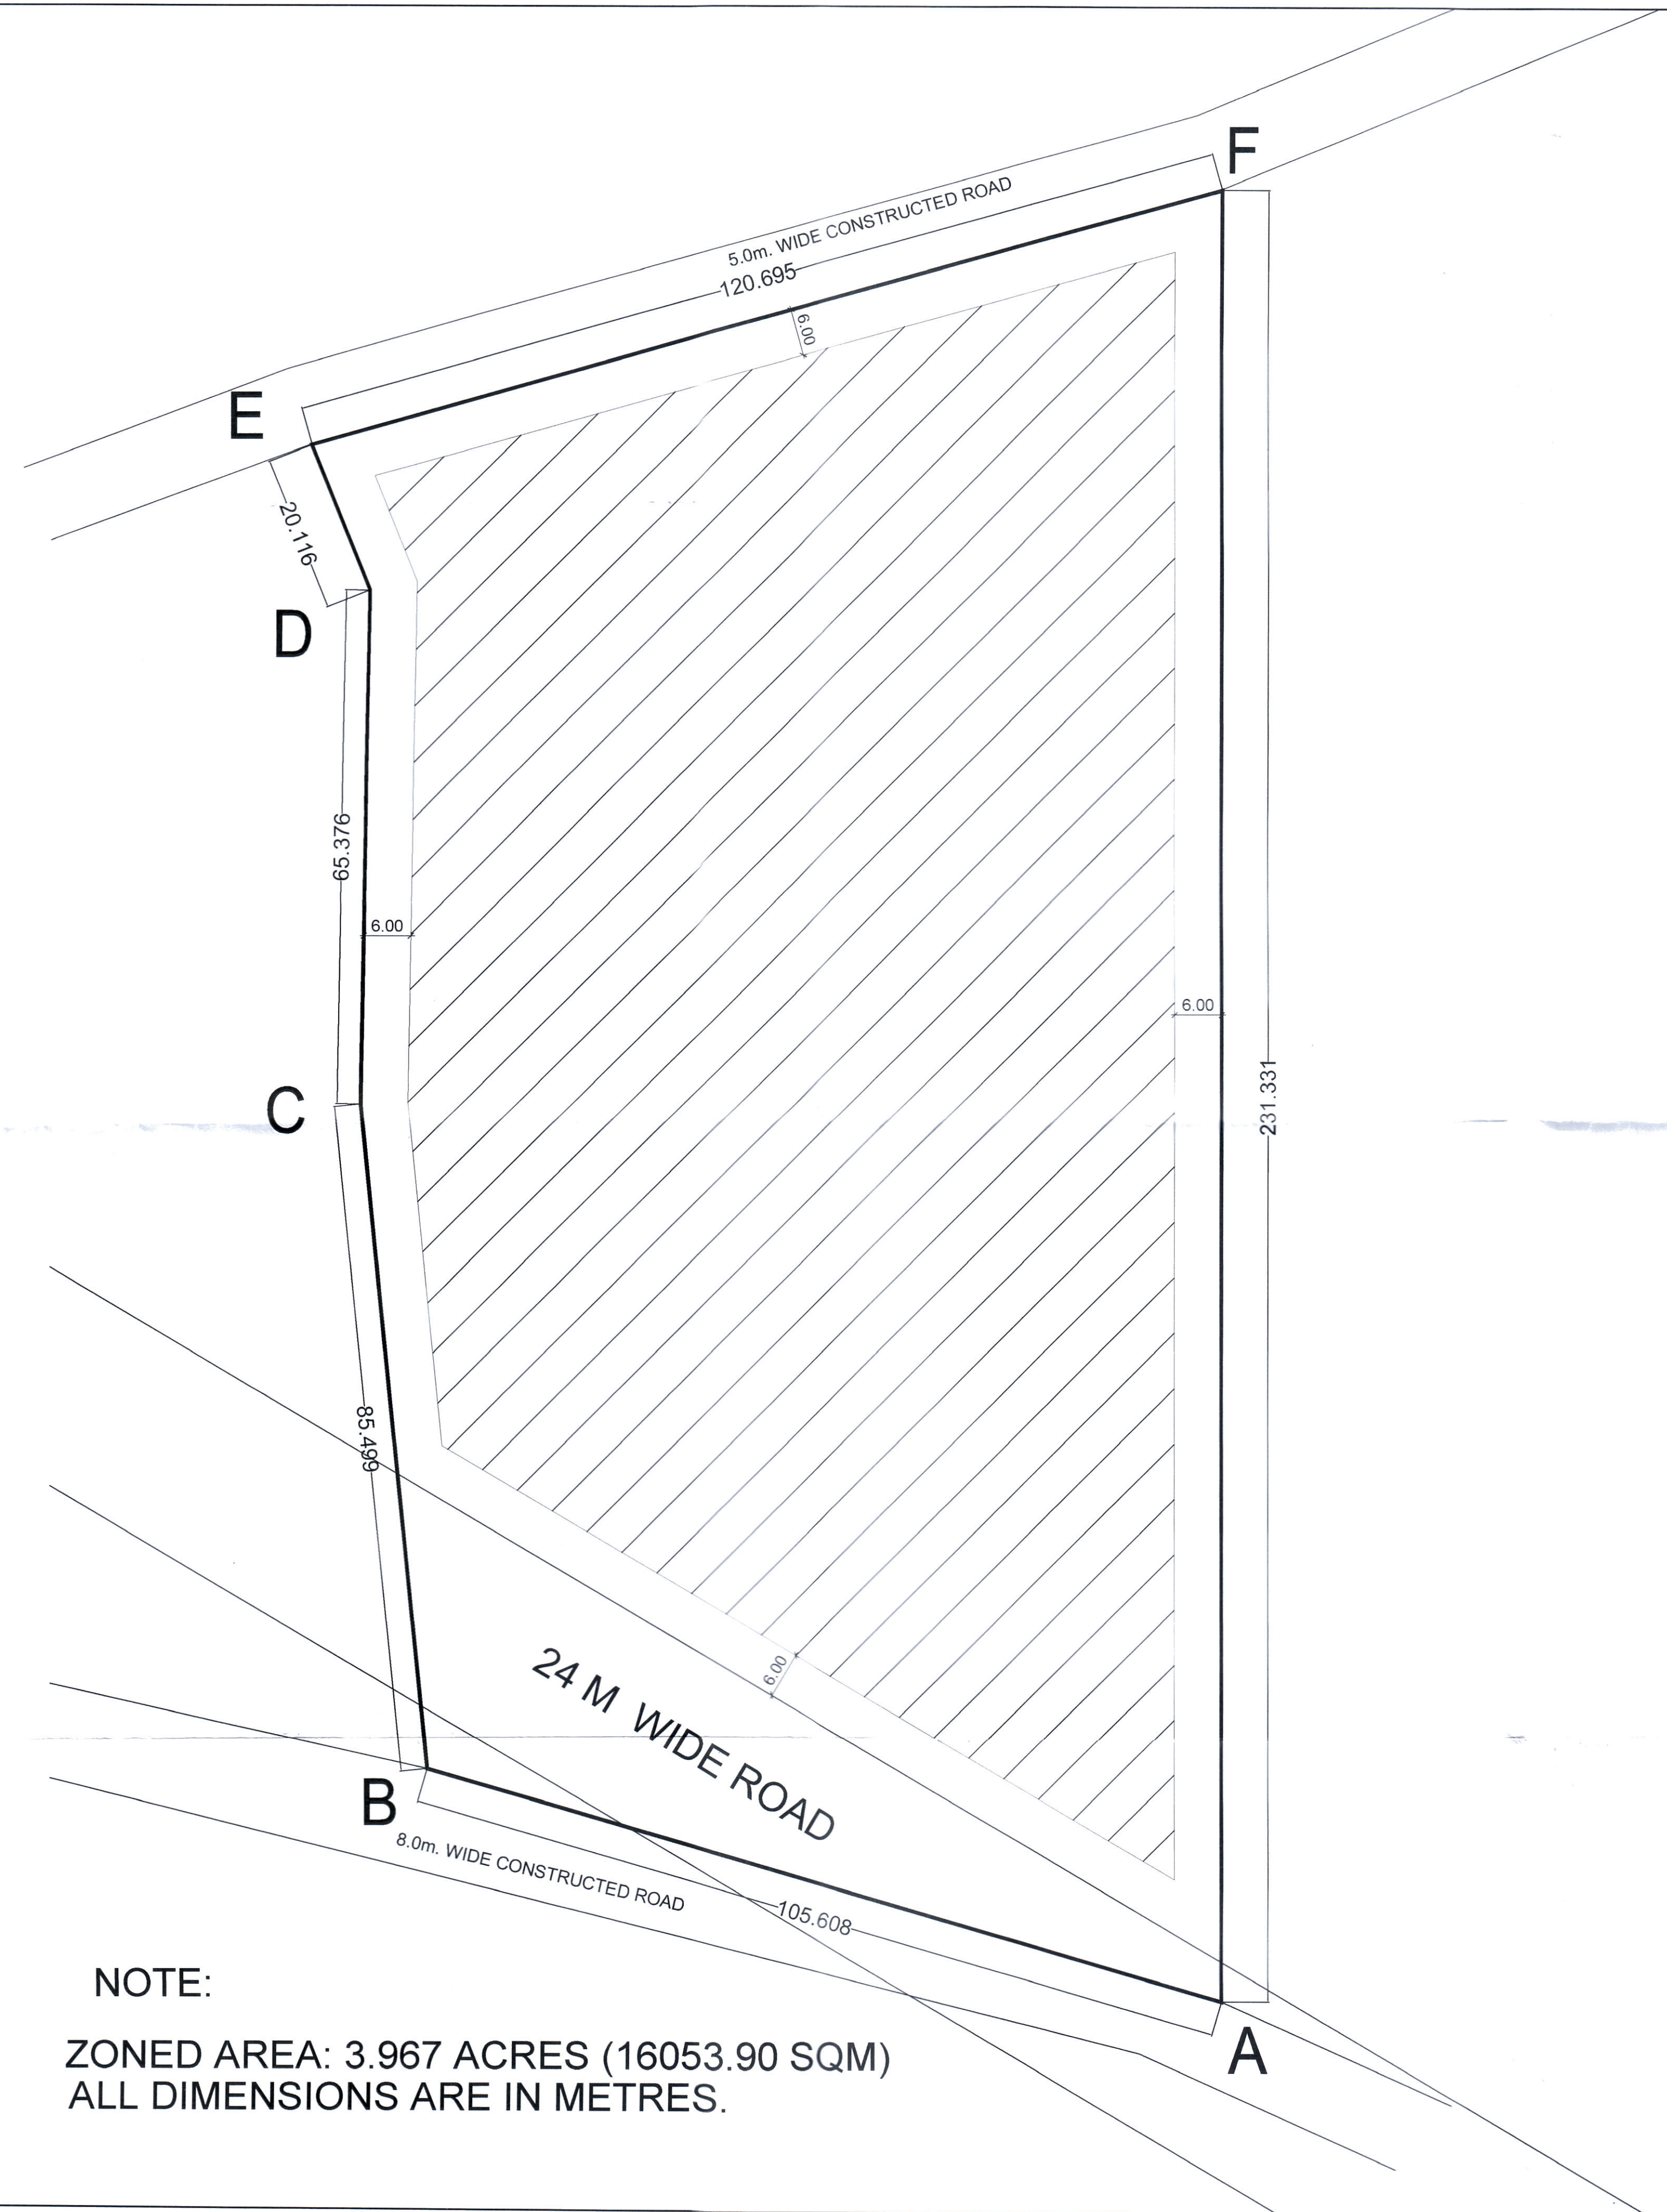 F
5.0m. WIDE CONSTRUCTED ROAD
120.695
6.00
E
20.116
D
65.376
6.00
6.00
231.331
C
85.499
6.00
24 M WIDE ROAD
B
8.0m. WIDE CONSTRUCTED ROAD
105.608
A
NOTE:
ZONED AREA: 3.967 ACRES (16053.90 SQM)
ALL DIMENSIONS ARE IN METRES.